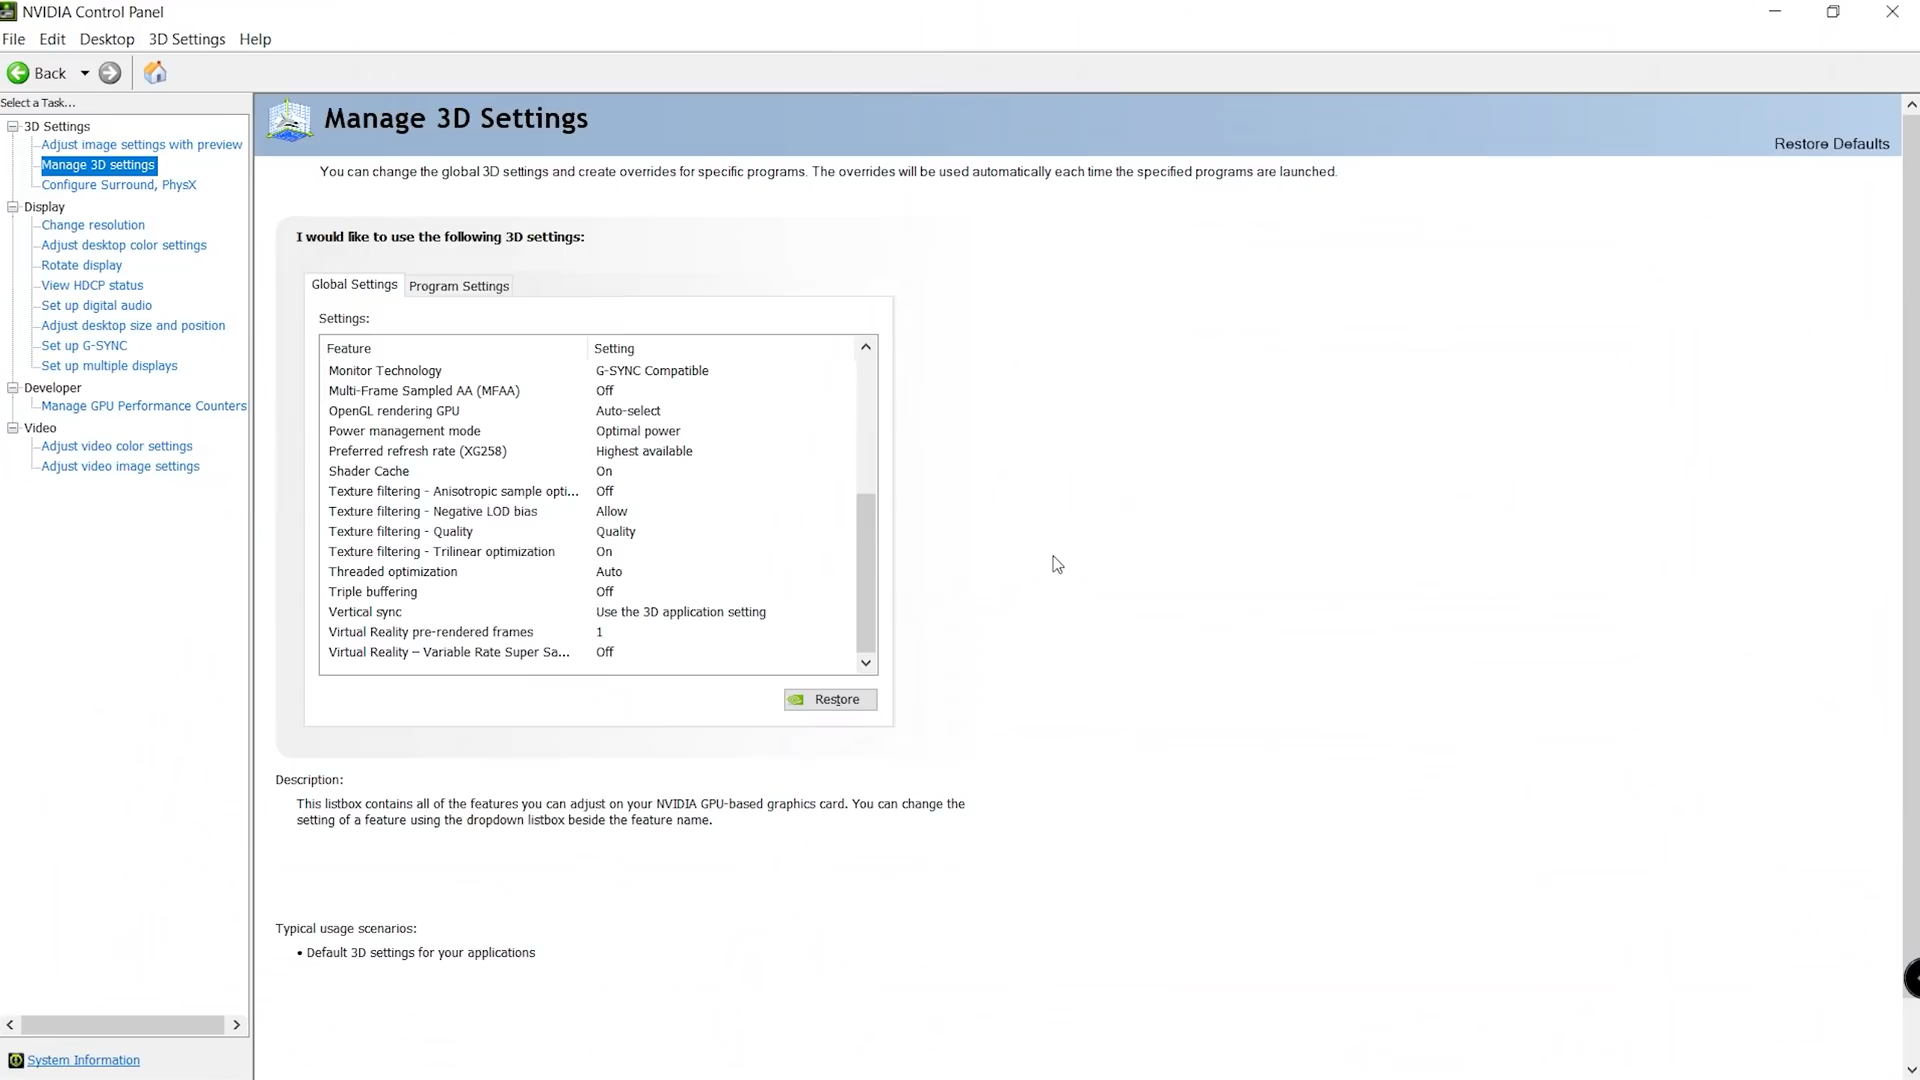 NVIDIA Control Panel
File Edit Desktop 3D Settings Help
Back
Select a Task...
3D Settings
Adjust image settings with preview
Manage 3D settings
Configure Surround, PhysX
Display
Change resolution
Adjust desktop color settings
Rotate display
View HDCP status
Set up digital audio
Adjust desktop size and position
Set up G-SYNC
Set up multiple displays
Developer
Manage GPU Performance Counters
Video
Adjust video color settings
Adjust video image settings
System Information
Manage 3D Settings
Restore Defaults
You can change the global 3D settings and create overrides for specific programs. The overrides will be used automatically each time the specified programs are launched.
I would like to use the following 3D settings:
Global Settings Program Settings
Settings:
Feature Setting
Monitor Technology G-SYNC Compatible
Multi-Frame Sampled AA (MFAA) Off
OpenGL rendering GPU Auto-select
Power management mode Optimal power
Preferred refresh rate (XG258) Highest available
Shader Cache On
Texture filtering - Anisotropic sample opti... Off
Texture filtering - Negative LOD bias Allow
Texture filtering - Quality Quality
Texture filtering - Trilinear optimization On
Threaded optimization Auto
Triple buffering Off
Vertical sync Use the 3D application setting
Virtual Reality pre-rendered frames 1
Virtual Reality – Variable Rate Super Sa... Off
Restore
Description:
This listbox contains all of the features you can adjust on your NVIDIA GPU-based graphics card. You can change the
setting of a feature using the dropdown listbox beside the feature name.
Typical usage scenarios:
• Default 3D settings for your applications